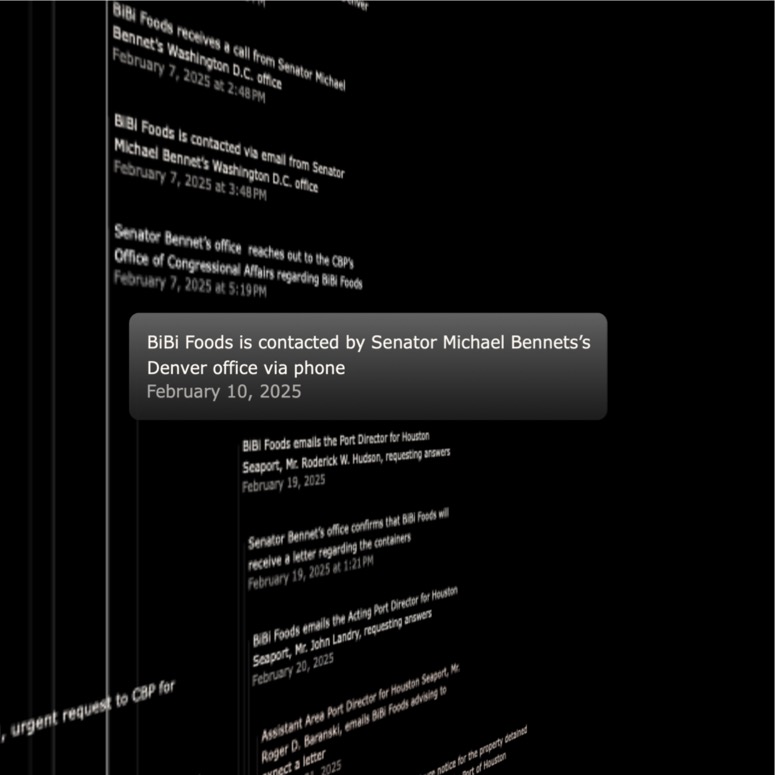 BiBi Foods receives a call from Senator Michael
Bennet's Washington D.C. office
February 7, 2025 at 2:48PM
BiBi Foods is contacted via email from Senator
Michael Bennet's Washington D.C. office
February 7, 2025 at 3:48PM
Senator Bennet's office reaches out to the CBP's
Office of Congressional Affairs regarding BiBi Foods
February 7, 2025 at 5:19PM
BiBi Foods is contacted by Senator Michael Bennets's
Denver office via phone
February 10, 2025
BiBi Foods emails the Port Director for Houston
Seaport, Mr. Roderick W. Hudson, requesting answers
February 19, 2025
Senator Bennet's office confirms that BiBi Foods will
receive a letter regarding the containers
February 19, 2025 at 1:21PM
BiBi Foods emails the Acting Port Director for Houston
Seaport, Mr. John Landry, requesting answers
February 20, 2025
, urgent request to CBP for
Assistant Area Port Director for Houston Seaport, Mr.
Roger D. Baranski, emails BiBi Foods advising to
expect a letter
2025
notice for the property detained
Port of Houston